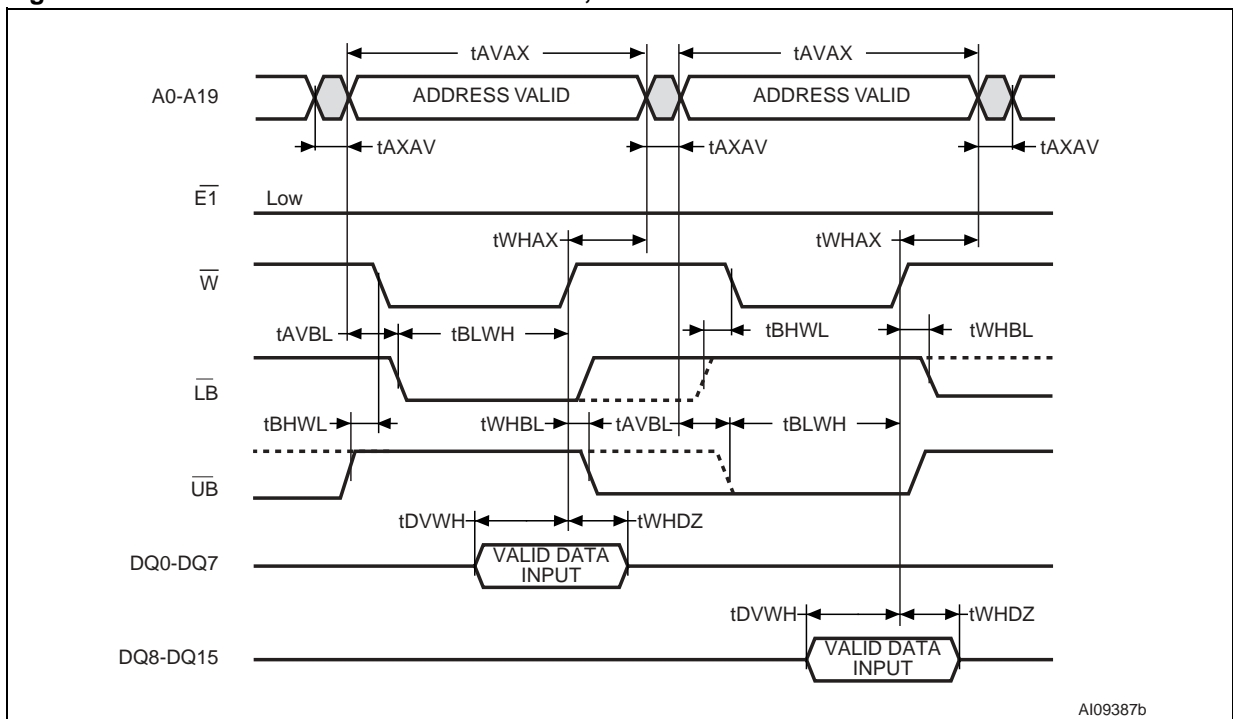 tAVAX tAVAX
A0-A19 ADDRESS VALID ADDRESS VALID
tAXAV tAXAV tAXAV
E1 Low
tWHAX tWHAX
W
tAVBL tBLWH tBHWL tWHBL
LB
tBHWL tWHBL tAVBL tBLWH
UB
tDVWH tWHDZ
DQ0-DQ7 VALID DATA
INPUT
tDVWH tWHDZ
DQ8-DQ15 VALID DATA
INPUT
AI09387b